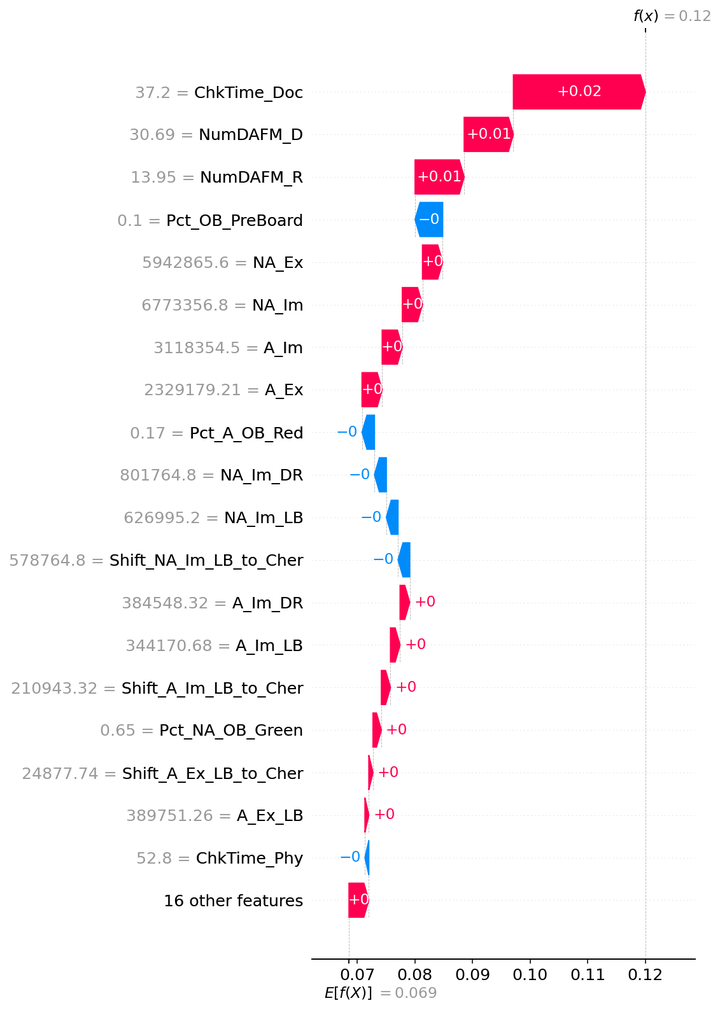 f(x) = 0.12
37.2 = ChkTime_Doc +0.02
30.69 = NumDAFM_D +0.01
13.95 = NumDAFM_R +0.01
0.1 = Pct_OB_PreBoard −0
5942865.6 = NA_Ex +0
6773356.8 = NA_Im +0
3118354.5 = A_Im +0
2329179.21 = A_Ex +0
0.17 = Pct_A_OB_Red −0
801764.8 = NA_Im_DR −0
626995.2 = NA_Im_LB −0
578764.8 = Shift_NA_Im_LB_to_Cher −0
384548.32 = A_Im_DR +0
344170.68 = A_Im_LB +0
210943.32 = Shift_A_Im_LB_to_Cher +0
0.65 = Pct_NA_OB_Green +0
24877.74 = Shift_A_Ex_LB_to_Cher +0
389751.26 = A_Ex_LB +0
52.8 = ChkTime_Phy −0
16 other features +0
0.07 0.08 0.09 0.10 0.11 0.12
E[f(X)] = 0.069